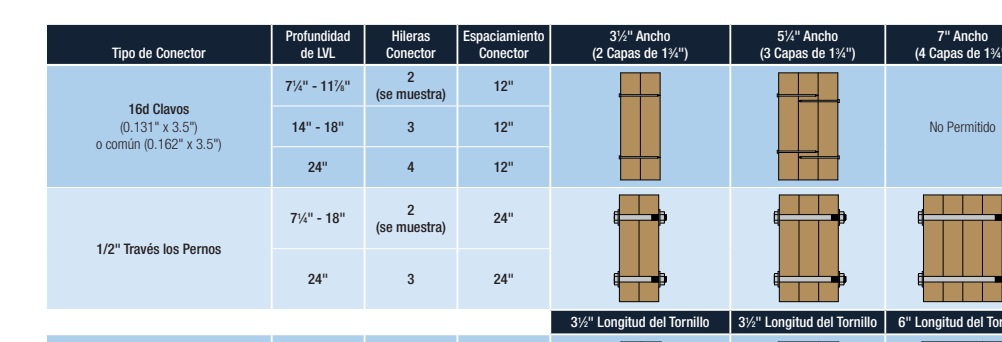 Tipo de Conector
Profundidad
de LVL
Hileras
Conector
Espaciamiento
Conector
3½" Ancho
(2 Capas de 1¾")
5¼" Ancho
(3 Capas de 1¾")
7" Ancho
(4 Capas de 1¾"
16d Clavos
(0.131" x 3.5")
o común (0.162" x 3.5")
7¼" - 11⅞"
2
(se muestra)
12"
14" - 18"
3
12"
24"
4
12"
No Permitido
1/2" Través los Pernos
7¼" - 18"
2
(se muestra)
24"
24"
3
24"
3½" Longitud del Tornillo
3½" Longitud del Tornillo
6" Longitud del